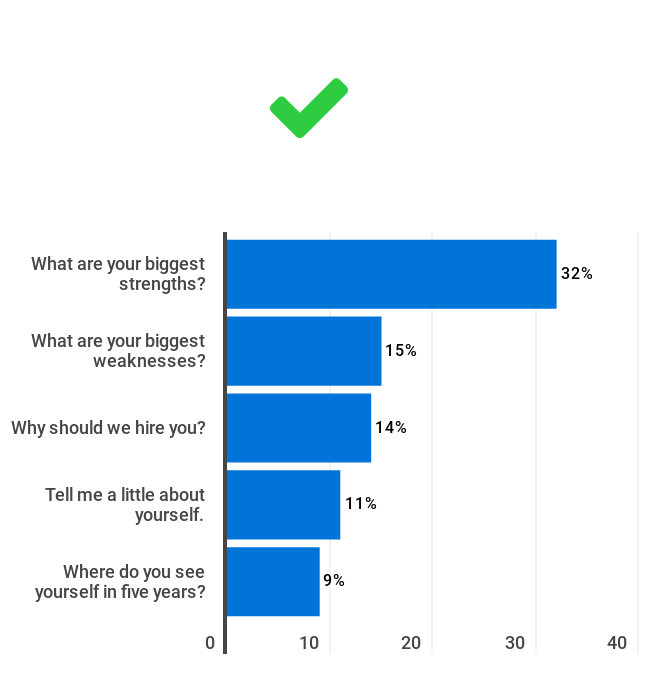 What are your biggest
strengths?
32%
What are your biggest
weaknesses?
15%
Why should we hire you?
14%
Tell me a little about
yourself.
11%
Where do you see
yourself in five years?
9%
0 10 20 30 40